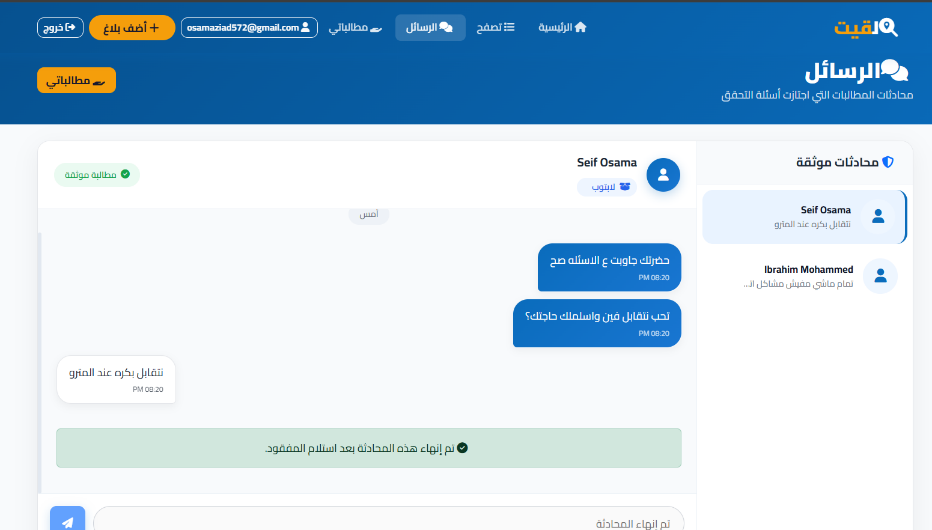 لقيت
الرئيسية
تصفح
الرسائل
مطالباتي
osamaziad572@gmail.com
+ أضف بلاغ
خروج
الرسائل
محادثات المطالبات التي اجتازت أسئلة التحقق
مطالباتي
محادثات موثقة
Seif Osama
نتقابل بكره عند المترو
Ibrahim Mohammed
تمام ماشي مفيش مشاكل ان...
Seif Osama
لابتوب
مطالبة موثقة
أمس
حضرتك جاوبت ع الاسئله صح
08:20 PM
تحب نتقابل فين واسلملك حاجتك؟
08:20 PM
نتقابل بكره عند المترو
08:20 PM
تم إنهاء هذه المحادثة بعد استلام المفقود.
تم إنهاء المحادثة